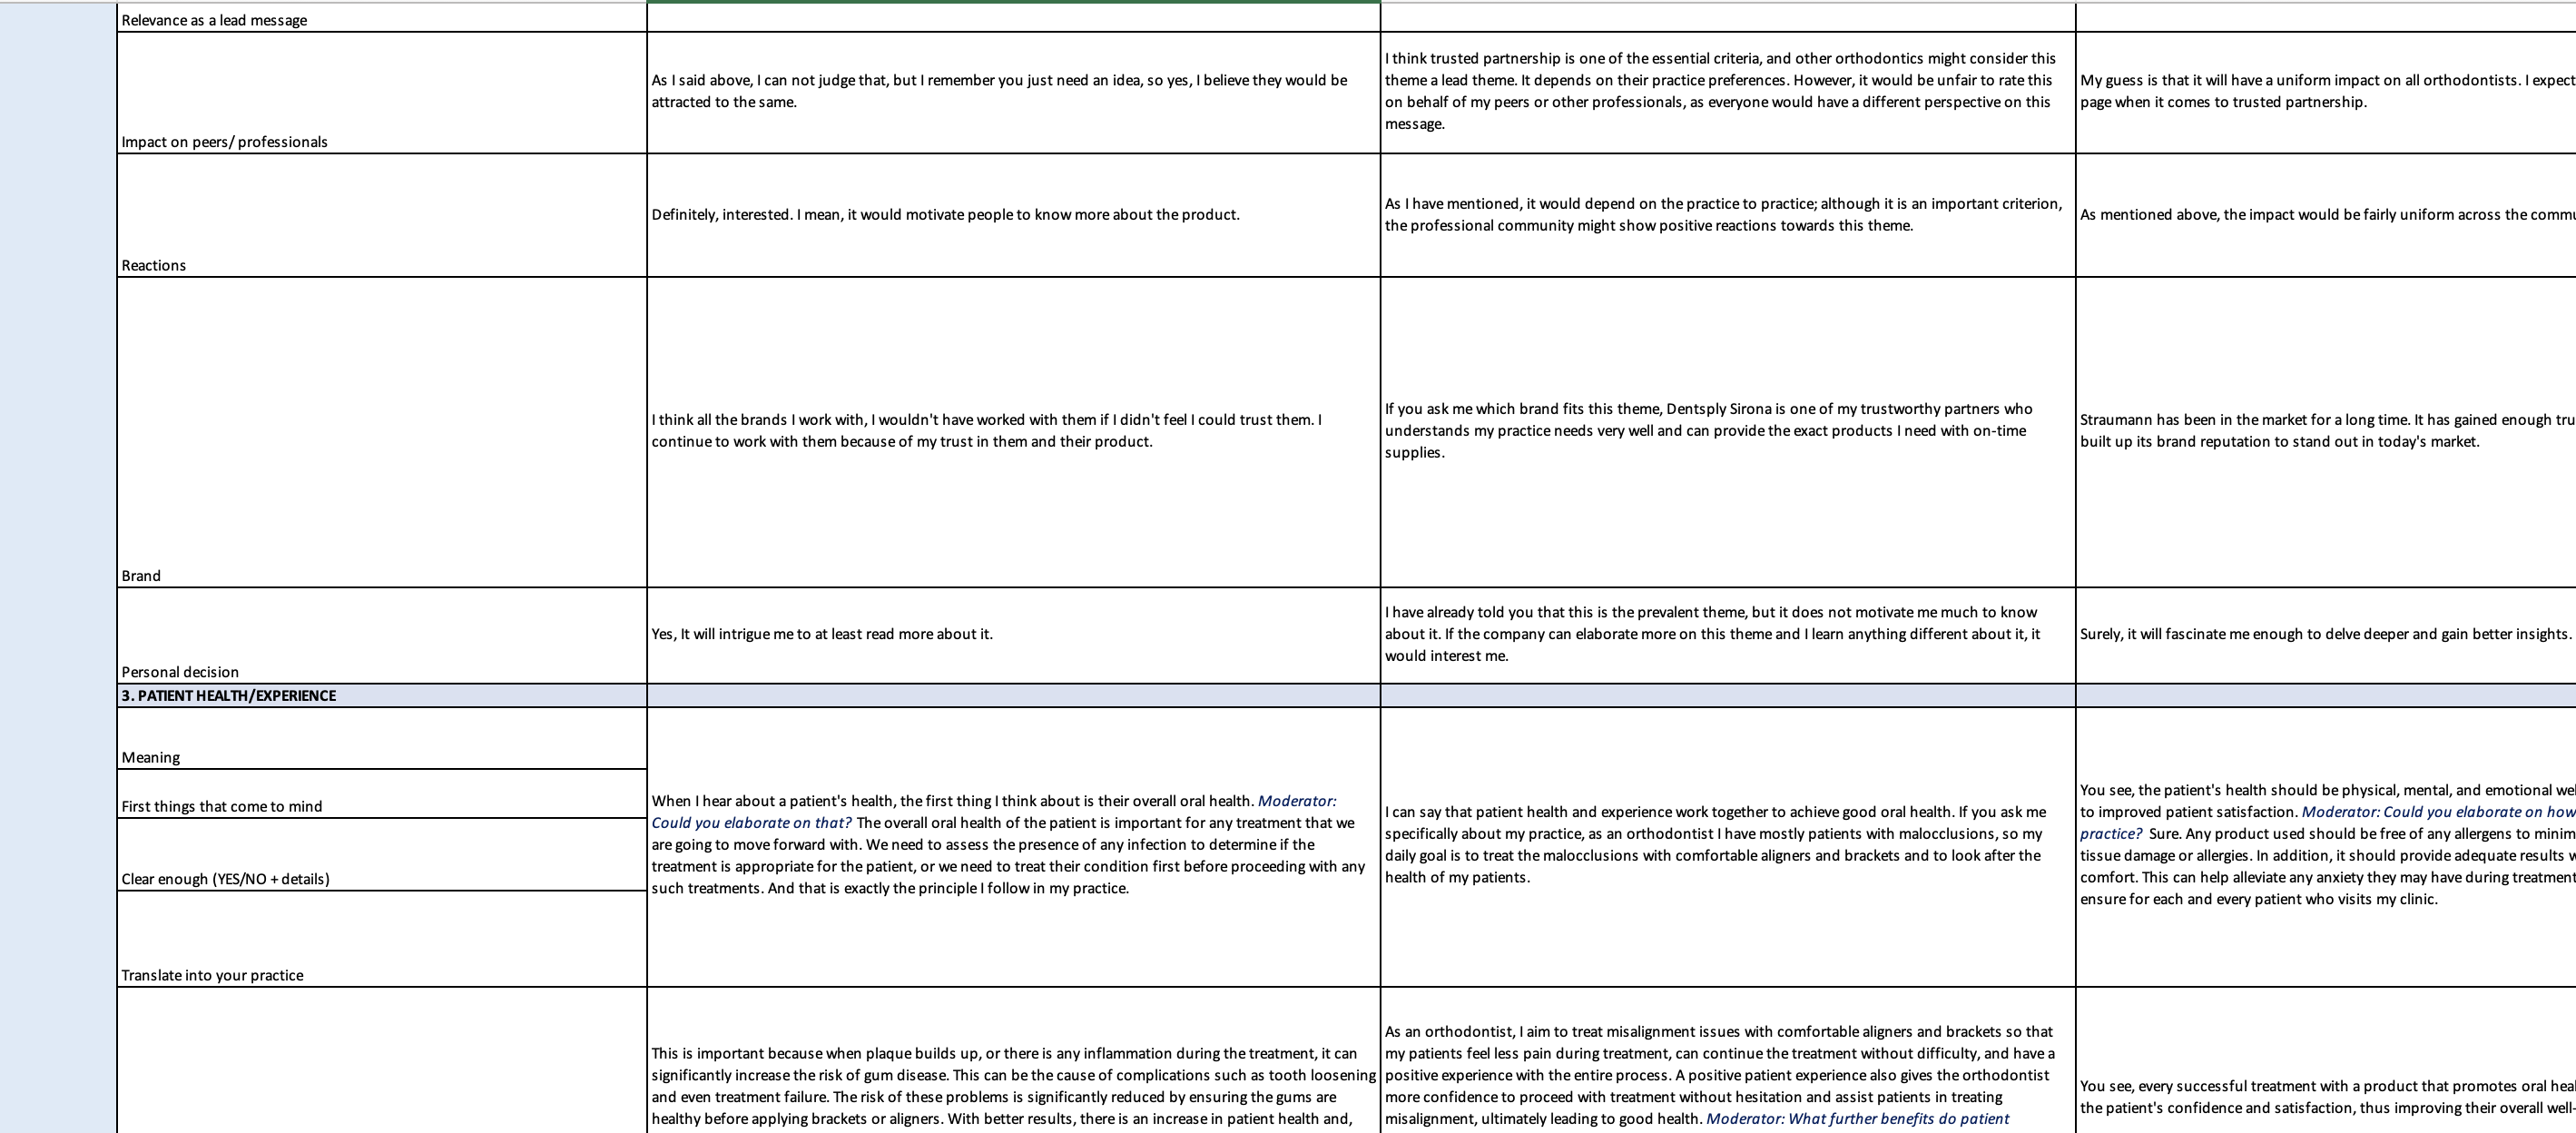 Relevance as a lead message
Impact on peers/ professionals
As I said above, I can not judge that, but I remember you just need an idea, so yes, I believe they would be
attracted to the same.
I think trusted partnership is one of the essential criteria, and other orthodontics might consider this
theme a lead theme. It depends on their practice preferences. However, it would be unfair to rate this
on behalf of my peers or other professionals, as everyone would have a different perspective on this
message.
My guess is that it will have a uniform impact on all orthodontists. I expect
page when it comes to trusted partnership.
Reactions
Definitely, interested. I mean, it would motivate people to know more about the product.
As I have mentioned, it would depend on the practice to practice; although it is an important criterion,
the professional community might show positive reactions towards this theme.
As mentioned above, the impact would be fairly uniform across the
Brand
I think all the brands I work with, I wouldn't have worked with them if I didn't feel I could trust them. I
continue to work with them because of my trust in them and their product.
If you ask me which brand fits this theme, Dentsply Sirona is one of my trustworthy partners who
understands my practice needs very well and can provide the exact products I need with on-time
supplies.
Straumann has been in the market for a long time. It has gained enough
built up its brand reputation to stand out in today's market.
Personal decision
Yes, It will intrigue me to at least read more about it.
I have already told you that this is the prevalent theme, but it does not motivate me much to know
about it. If the company can elaborate more on this theme and I learn anything different about it, it
would interest me.
Surely, it will fascinate me enough to delve deeper and gain better insights.
3. PATIENT HEALTH/EXPERIENCE
Meaning
First things that come to mind
Clear enough (YES/NO + details)
Translate into your practice
When I hear about a patient's health, the first thing I think about is their overall oral health. Moderator:
Could you elaborate on that? The overall oral health of the patient is important for any treatment that we
are going to move forward with. We need to assess the presence of any infection to determine if the
treatment is appropriate for the patient, or we need to treat their condition first before proceeding with any
such treatments. And that is exactly the principle I follow in my practice.
I can say that patient health and experience work together to achieve good oral health. If you ask me
specifically about my practice, as an orthodontist I have mostly patients with malocclusions, so my
daily goal is to treat the malocclusions with comfortable aligners and brackets and to look after the
health of my patients.
You see, the patient's health should be physical, mental, and emotional
to improved patient satisfaction. Moderator: Could you elaborate on how
practice? Sure. Any product used should be free of any allergens to
tissue damage or allergies. In addition, it should provide adequate results
comfort. This can help alleviate any anxiety they may have during treatment
ensure for each and every patient who visits my clinic.
This is important because when plaque builds up, or there is any inflammation during the treatment, it can
significantly increase the risk of gum disease. This can be the cause of complications such as tooth loosening
and even treatment failure. The risk of these problems is significantly reduced by ensuring the gums are
healthy before applying brackets or aligners. With better results, there is an increase in patient health and,
As an orthodontist, I aim to treat misalignment issues with comfortable aligners and brackets so that
my patients feel less pain during treatment, can continue the treatment without difficulty, and have a
positive experience with the entire process. A positive patient experience also gives the orthodontist
more confidence to proceed with treatment without hesitation and assist patients in treating
misalignment, ultimately leading to good health. Moderator: What further benefits do patient
You see, every successful treatment with a product that promotes oral
the patient's confidence and satisfaction, thus improving their overall